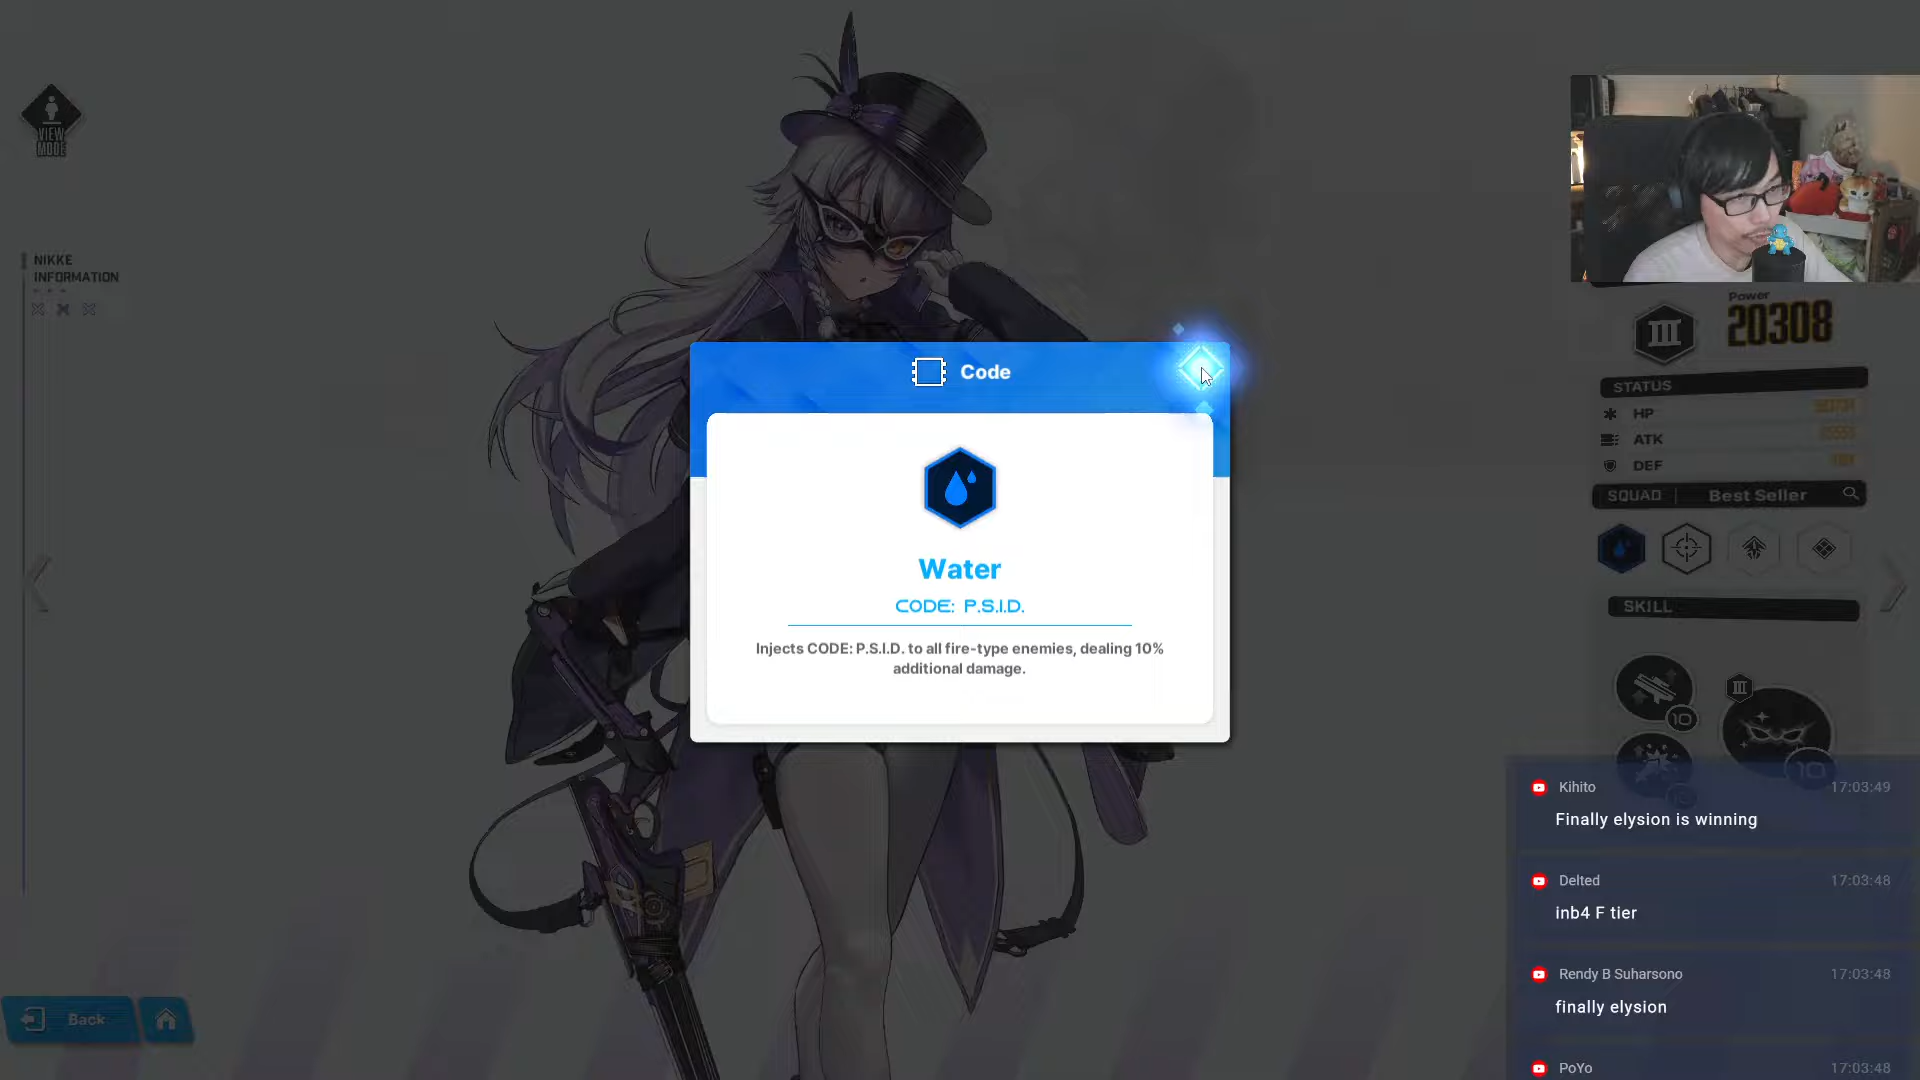 VIEW
MODE
NIKKE
INFORMATION
Code
Water
CODE: P.S.I.D.
Injects CODE: P.S.I.D. to all fire-type enemies, dealing 10%
additional damage.
Power
20308
STATUS
HP
ATK
DEF
SQUAD
Best Seller
SKILL
10
10
Kihito 17:03:49
Finally elysion is winning
Delted 17:03:48
inb4 F tier
Rendy B Suharsono 17:03:48
finally elysion
PoYo 17:03:48
Back